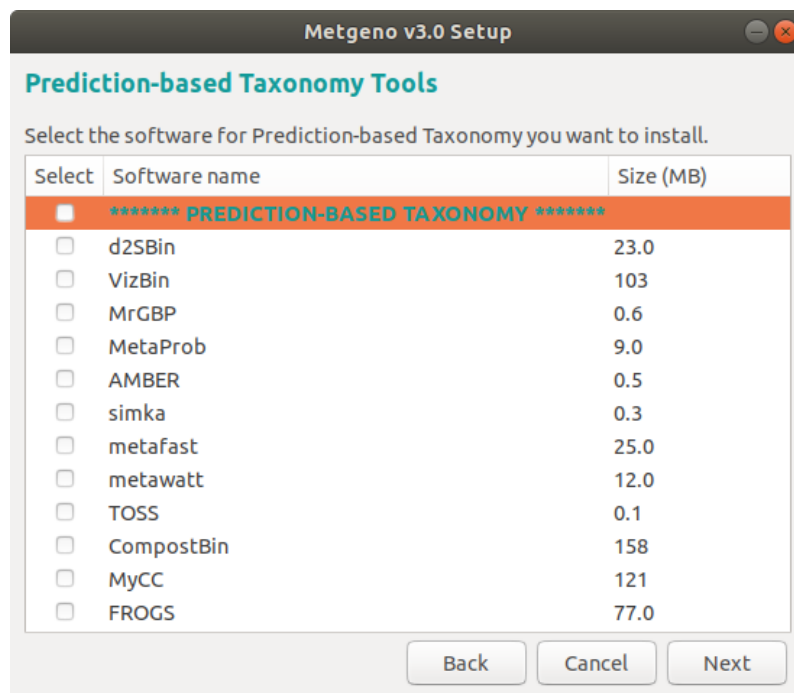 Metgeno v3.0 Setup
Prediction-based Taxonomy Tools
Select the software for Prediction-based Taxonomy you want to install.
Select Software name Size (MB)
******* PREDICTION-BASED TAXONOMY *******
d2SBin 23.0
VizBin 103
MrGBP 0.6
MetaProb 9.0
AMBER 0.5
simka 0.3
metafast 25.0
metawatt 12.0
TOSS 0.1
CompostBin 158
MyCC 121
FROGS 77.0
Back Cancel Next